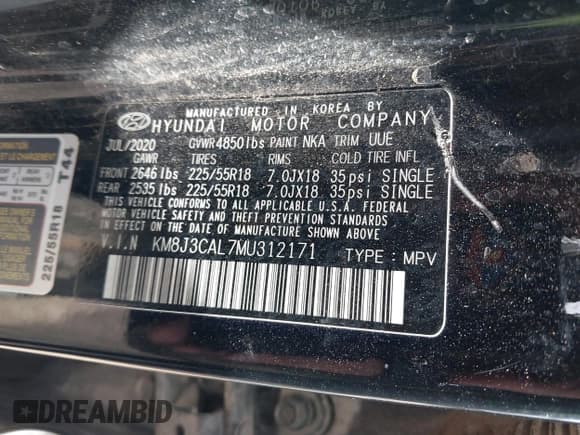 MANUFACTURED IN KOREA BY
HYUNDAI MOTOR COMPANY
JUL/2020 GVWR 4850lbs PAINT NKA TRIM UUE
GAWR TIRES RIMS COLD TIRE INFL
FRONT 2646 lbs 225/55R18 7.0JX18 35psi SINGLE
REAR 2535 lbs 225/55R18 7.0JX18 35psi SINGLE
THIS VEHICLE CONFORMS TO ALL APPLICABLE U.S.A. FEDERAL
MOTOR VEHICLE SAFETY AND THEFT PREVENTION STANDARDS
IN EFFECT ON THE DATE OF MANUFACTURE SHOWN ABOVE.
V.I.N KM8J3CAL7MU312171 TYPE : MPV
T44
225/55R18
DREAMBID